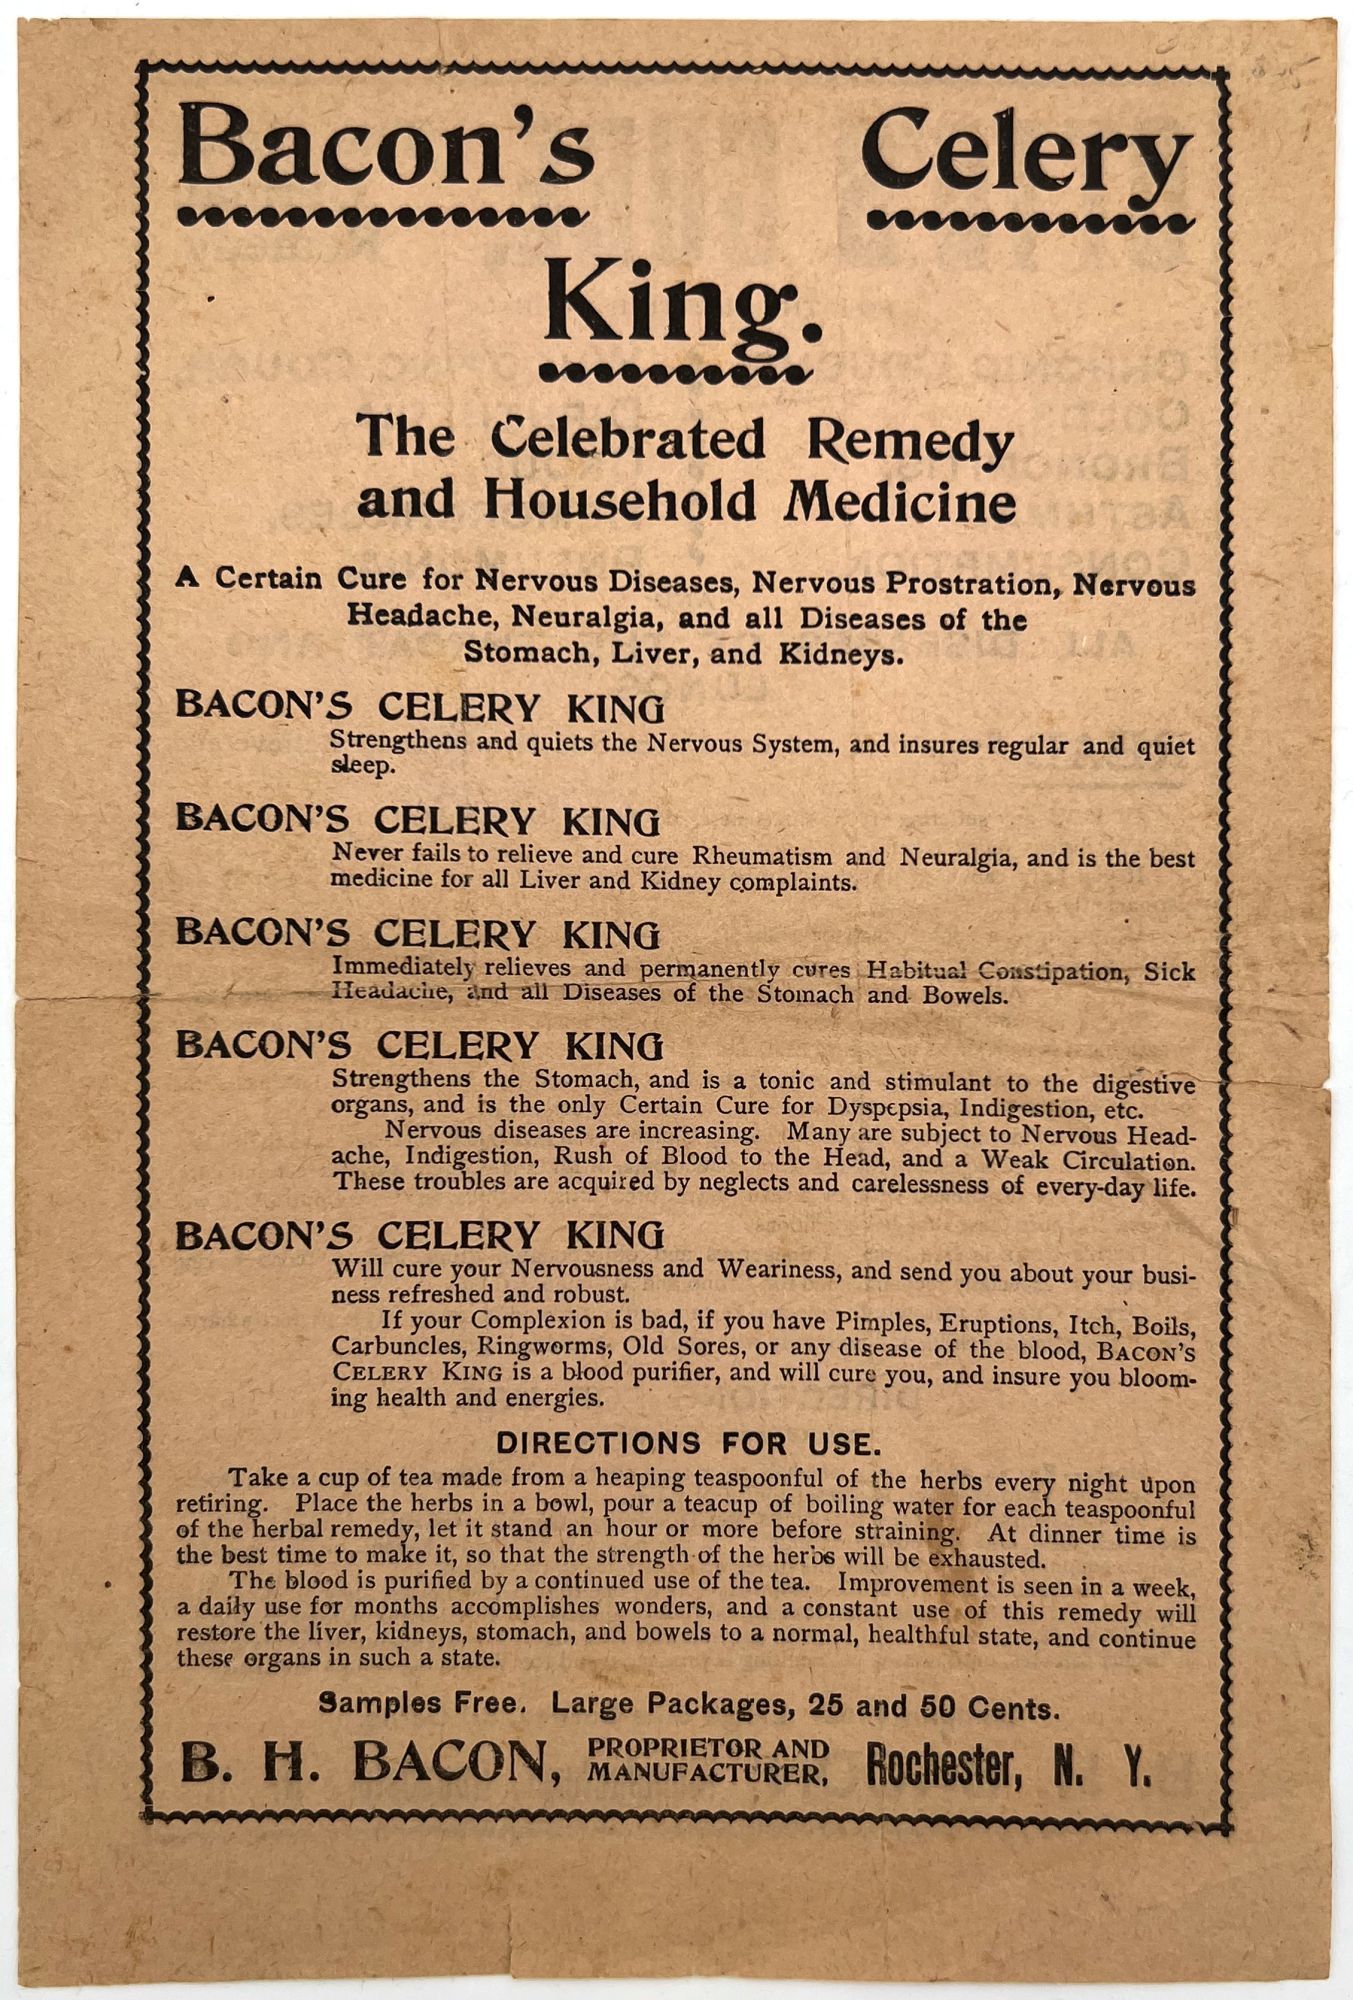 Bacon's Celery
King.
The Celebrated Remedy
and Household Medicine
A Certain Cure for Nervous Diseases, Nervous Prostration, Nervous
Headache, Neuralgia, and all Diseases of the
Stomach, Liver, and Kidneys.
BACON'S CELERY KING
Strengthens and quiets the Nervous System, and insures regular and quiet
sleep.
BACON'S CELERY KING
Never fails to relieve and cure Rheumatism and Neuralgia, and is the best
medicine for all Liver and Kidney complaints.
BACON'S CELERY KING
Immediately relieves and permanently cures Habitual Constipation, Sick
Headache, and all Diseases of the Stomach and Bowels.
BACON'S CELERY KING
Strengthens the Stomach, and is a tonic and stimulant to the digestive
organs, and is the only Certain Cure for Dyspepsia, Indigestion, etc.
Nervous diseases are increasing. Many are subject to Nervous Head-
ache, Indigestion, Rush of Blood to the Head, and a Weak Circulation.
These troubles are acquired by neglects and carelessness of every-day life.
BACON'S CELERY KING
Will cure your Nervousness and Weariness, and send you about your busi-
ness refreshed and robust.
If your Complexion is bad, if you have Pimples, Eruptions, Itch, Boils,
Carbuncles, Ringworms, Old Sores, or any disease of the blood, BACON'S
CELERY KING is a blood purifier, and will cure you, and insure you bloom-
ing health and energies.
DIRECTIONS FOR USE.
Take a cup of tea made from a heaping teaspoonful of the herbs every night upon
retiring. Place the herbs in a bowl, pour a teacup of boiling water for each teaspoonful
of the herbal remedy, let it stand an hour or more before straining. At dinner time is
the best time to make it, so that the strength of the herbs will be exhausted.
The blood is purified by a continued use of the tea. Improvement is seen in a week,
a daily use for months accomplishes wonders, and a constant use of this remedy will
restore the liver, kidneys, stomach, and bowels to a normal, healthful state, and continue
these organs in such a state.
Samples Free. Large Packages, 25 and 50 Cents.
B. H. BACON, PROPRIETOR AND MANUFACTURER, Rochester, N. Y.